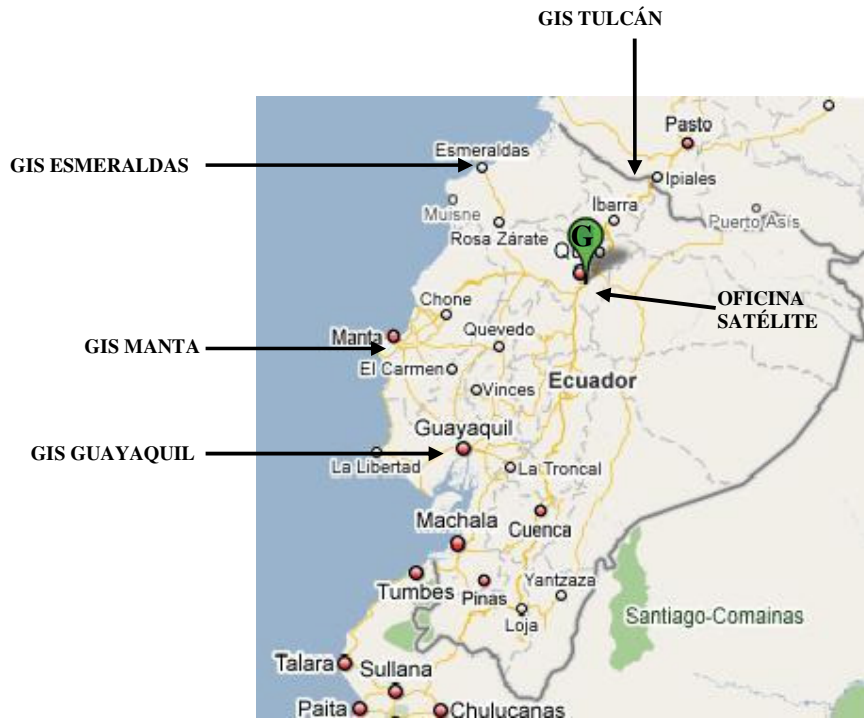 GIS TULCÁN
Pasto
Esmeraldas
GIS ESMERALDAS
Ipiales
Muisne
Ibarra
Puerto Asís
Rosa Zárate
G
Chone
OFICINA
SATÉLITE
Manta
GIS MANTA
Quevedo
El Carmen
Ecuador
Vinces
Guayaquil
GIS GUAYAQUIL
La Libertad
La Troncal
Machala
Cuenca
Tumbes
Pinas
Yantzaza
Loja
Santiago-Comainas
Talara
Sullana
Paita
Chulucanas